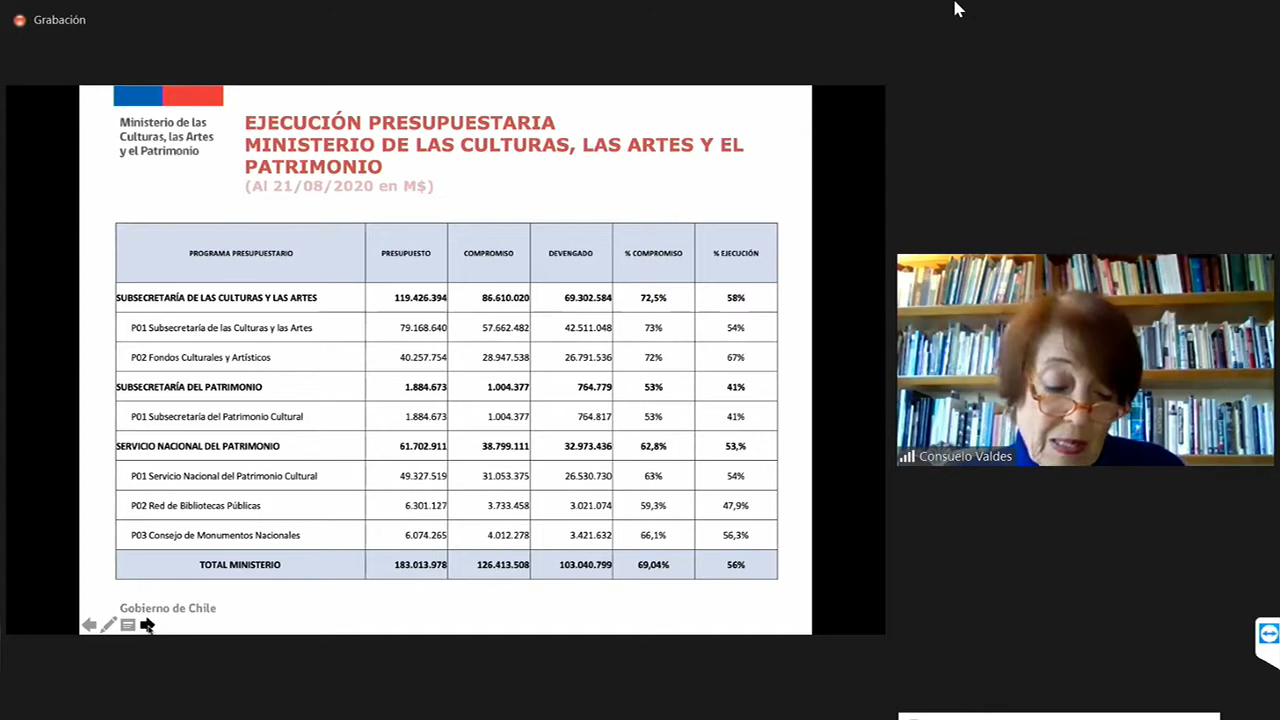 Grabación
Ministerio de las
Culturas, las Artes
y el Patrimonio
EJECUCIÓN PRESUPUESTARIA
MINISTERIO DE LAS CULTURAS, LAS ARTES Y EL
PATRIMONIO
(Al 21/08/2020 en M$)
PROGRAMA PRESUPUESTARIO PRESUPUESTO COMPROMISO DEVENGADO % COMPROMISO % EJECUCIÓN
SUBSECRETARÍA DE LAS CULTURAS Y LAS ARTES 119.426.394 86.610.020 69.302.584 72,5% 58%
P01 Subsecretaría de las Culturas y las Artes 79.168.640 57.662.482 42.511.048 73% 54%
P02 Fondos Culturales y Artísticos 40.257.754 28.947.538 26.791.536 72% 67%
SUBSECRETARÍA DEL PATRIMONIO 1.884.673 1.004.377 764.779 53% 41%
P01 Subsecretaría del Patrimonio Cultural 1.884.673 1.004.377 764.817 53% 41%
SERVICIO NACIONAL DEL PATRIMONIO 61.702.911 38.799.111 32.973.436 62,8% 53,%
P01 Servicio Nacional del Patrimonio Cultural 49.327.519 31.053.375 26.530.730 63% 54%
P02 Red de Bibliotecas Públicas 6.301.127 3.733.458 3.021.074 59,3% 47,9%
P03 Consejo de Monumentos Nacionales 6.074.265 4.012.278 3.421.632 66,1% 56,3%
TOTAL MINISTERIO 183.013.978 126.413.508 103.040.799 69,04% 56%
Gobierno de Chile
Consuelo Valdes